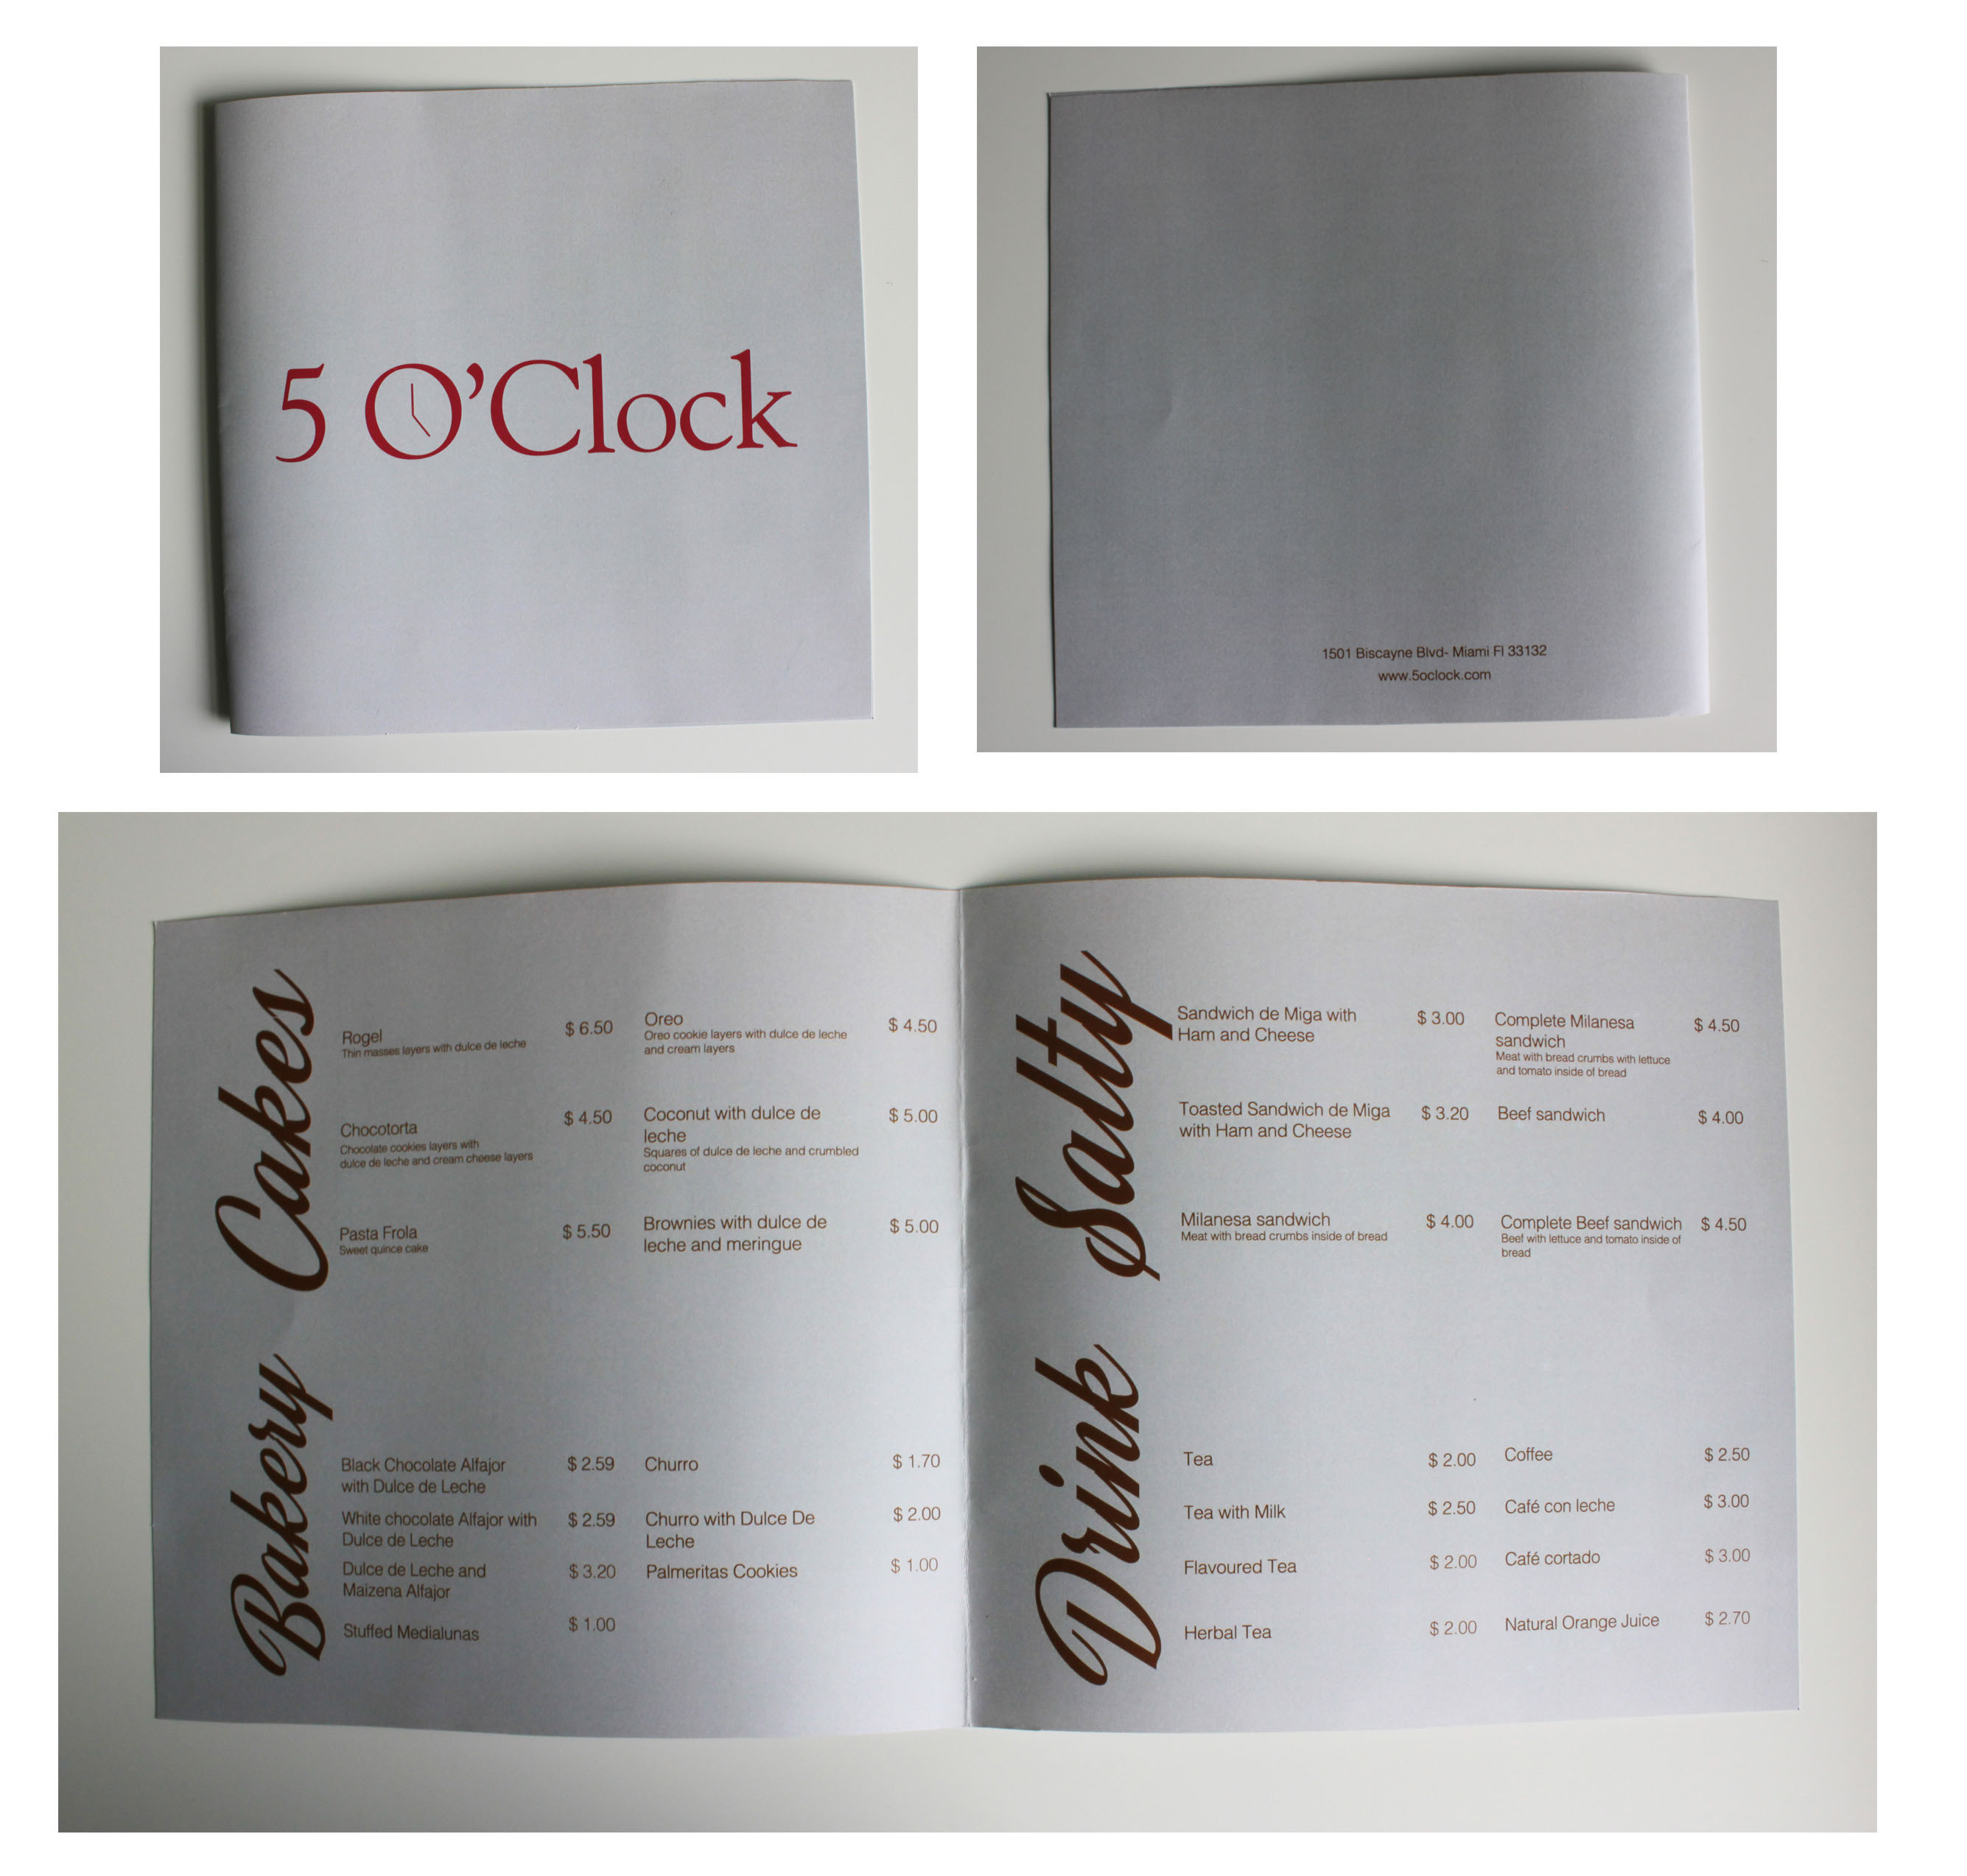 5 O'Clock
1501 Biscayne Blvd- Miami Fl 33132
www.5oclock.com
Cakes
Rogel $ 6.50
Thin masses layers with dulce de leche
Chocotorta $ 4.50
Chocolate cookies layers with
dulce de leche and cream cheese layers
Pasta Frola $ 5.50
Sweet quince cake
Oreo $ 4.50
Oreo cookie layers with dulce de leche
and cream layers
Coconut with dulce de $ 5.00
leche
Squares of dulce de leche and crumbled
coconut
Brownies with dulce de $ 5.00
leche and meringue
Bakery
Black Chocolate Alfajor $ 2.59
with Dulce de Leche
White chocolate Alfajor with $ 2.59
Dulce de Leche
Dulce de Leche and $ 3.20
Maizena Alfajor
Stuffed Medialunas $ 1.00
Churro $ 1.70
Churro with Dulce De $ 2.00
Leche
Palmeritas Cookies $ 1.00
Salty
Sandwich de Miga with $ 3.00
Ham and Cheese
Toasted Sandwich de Miga $ 3.20
with Ham and Cheese
Milanesa sandwich $ 4.00
Meat with bread crumbs inside of bread
Complete Milanesa $ 4.50
sandwich
Meat with bread crumbs with lettuce
and tomato inside of bread
Beef sandwich $ 4.00
Complete Beef sandwich $ 4.50
Beef with lettuce and tomato inside of
bread
Drink
Tea $ 2.00
Tea with Milk $ 2.50
Flavoured Tea $ 2.00
Herbal Tea $ 2.00
Coffee $ 2.50
Café con leche $ 3.00
Café cortado $ 3.00
Natural Orange Juice $ 2.70